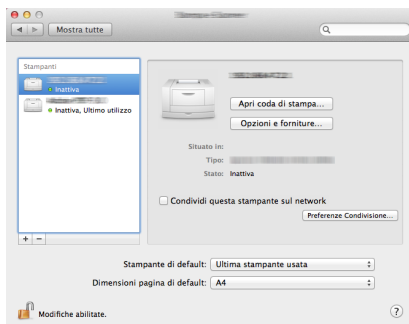 Mostra tutte
Stampanti
Inattiva
Inattiva, Ultimo utilizzo
Apri coda di stampa...
Opzioni e forniture...
Situato in:
Tipo:
Stato: Inattiva
Condividi questa stampante sul network
Preferenze Condivisione...
+ −
Stampante di default: Ultima stampante usata
Dimensioni pagina di default: A4
Modifiche abilitate.
?